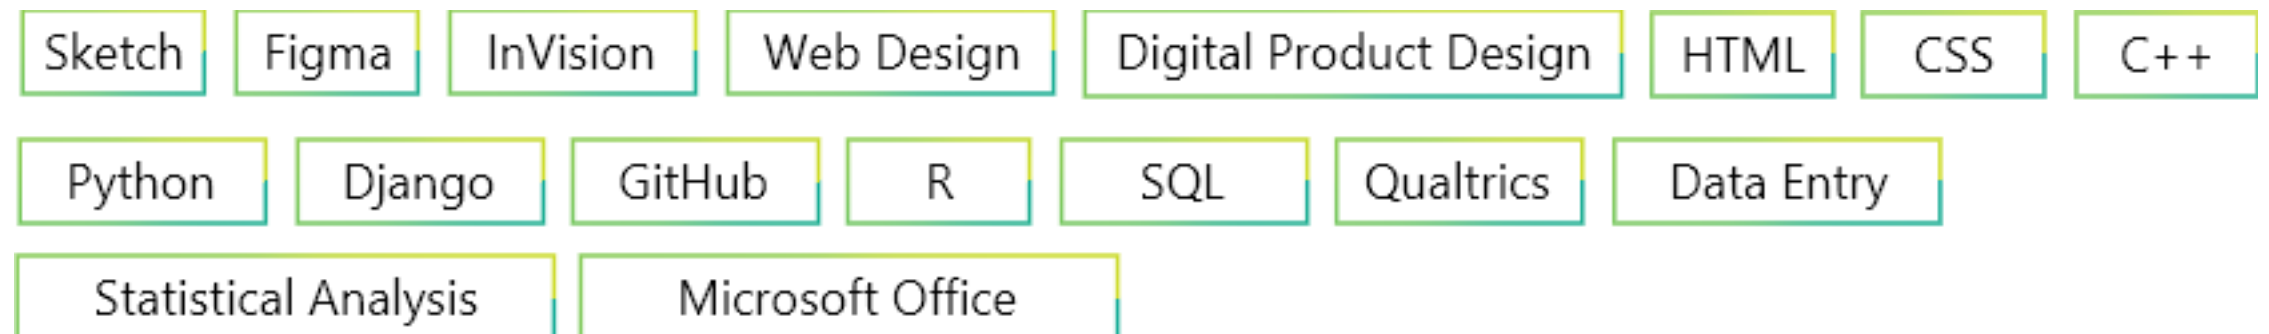 Sketch Figma InVision Web Design Digital Product Design HTML CSS C++
Python Django GitHub R SQL Qualtrics Data Entry
Statistical Analysis Microsoft Office